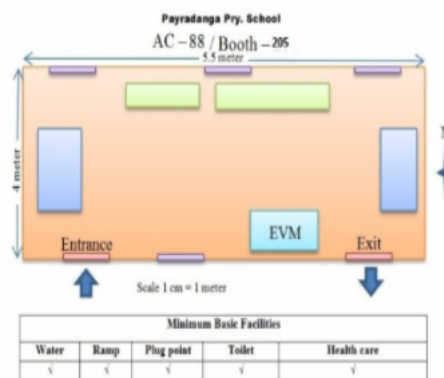 Payradanga Pry. School
AC – 88 / Booth – 205
5.5 meter
4 meter
EVM
Entrance
Exit
Scale 1 cm = 1 meter
Minimum Basic Facilities
Water Ramp Plug point Toilet Health care
√ √ √ √ √